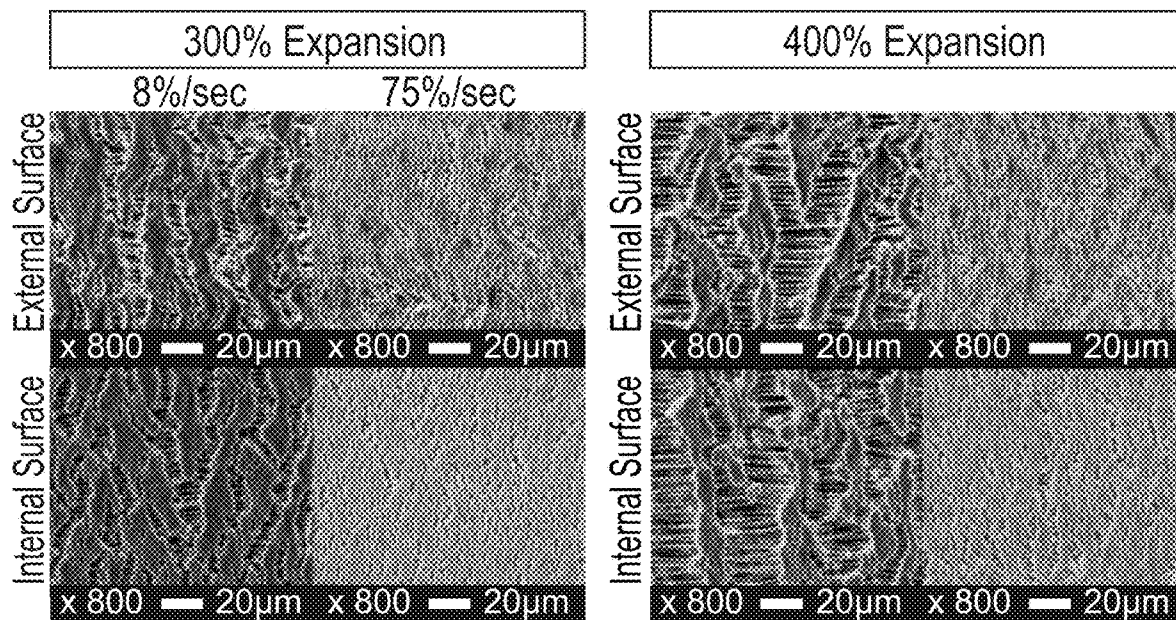 300% Expansion
400% Expansion
8%/sec
75%/sec
External Surface
External Surface
x 800 20µm
x 800 20µm
x 800 20µm
x 800 20µm
Internal Surface
Internal Surface
x 800 20µm
x 800 20µm
x 800 20µm
x 800 20µm